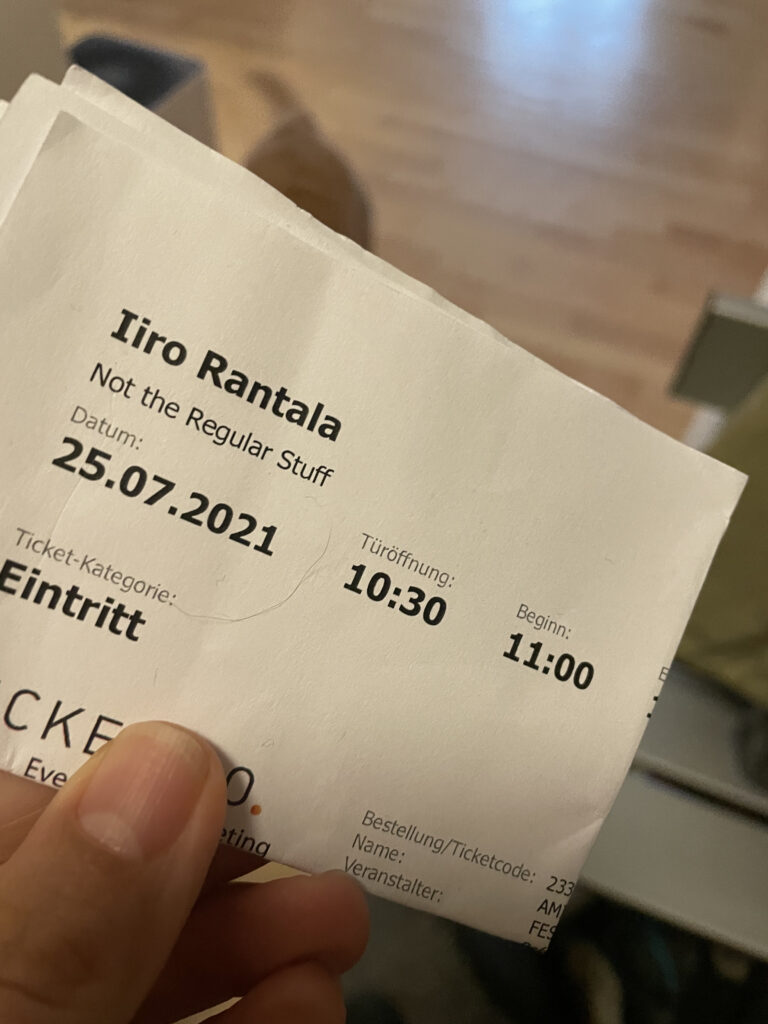 Iiro Rantala
Not the Regular Stuff
Datum:
25.07.2021
Türöffnung:
10:30
Beginn:
11:00
Ticket-Kategorie:
Eintritt
Bestellung/Ticketcode: 233
Name:
Veranstalter: